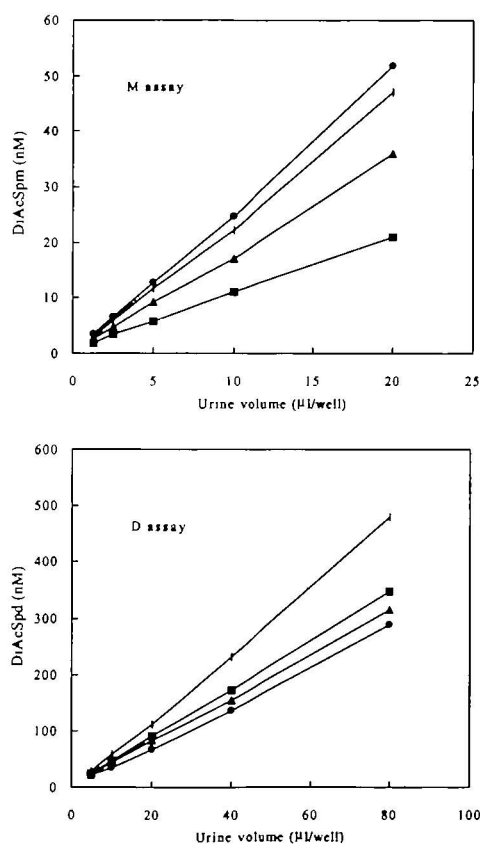 60
50
40
30
20
10
0
DiAcSpm (nM)
M assay
0 5 10 15 20 25
Urine volume (µl/well)
600
500
400
300
200
100
0
DiAcSpd (nM)
D assay
0 20 40 60 80 100
Urine volume (µl/well)